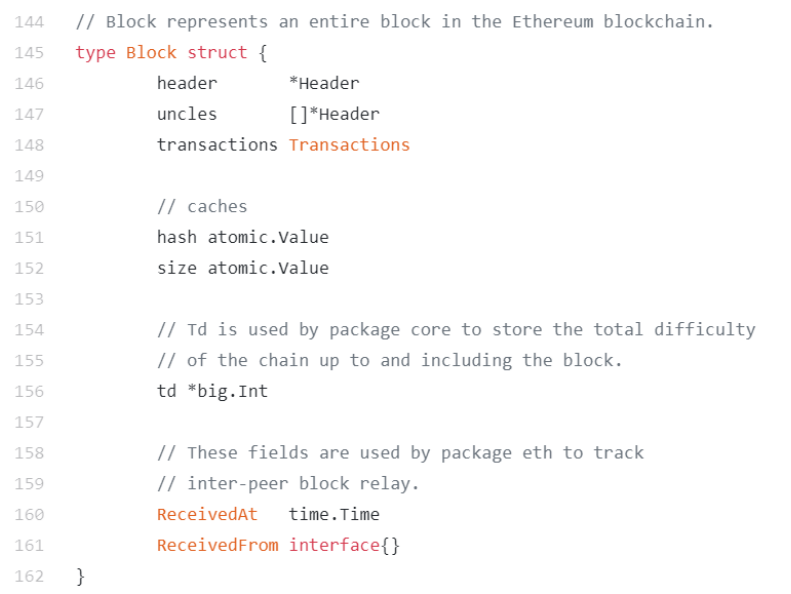 144 // Block represents an entire block in the Ethereum blockchain.
145 type Block struct {
146         header       *Header
147         uncles       []*Header
148         transactions Transactions
149
150         // caches
151         hash atomic.Value
152         size atomic.Value
153
154         // Td is used by package core to store the total difficulty
155         // of the chain up to and including the block.
156         td *big.Int
157
158         // These fields are used by package eth to track
159         // inter-peer block relay.
160         ReceivedAt   time.Time
161         ReceivedFrom interface{}
162 }